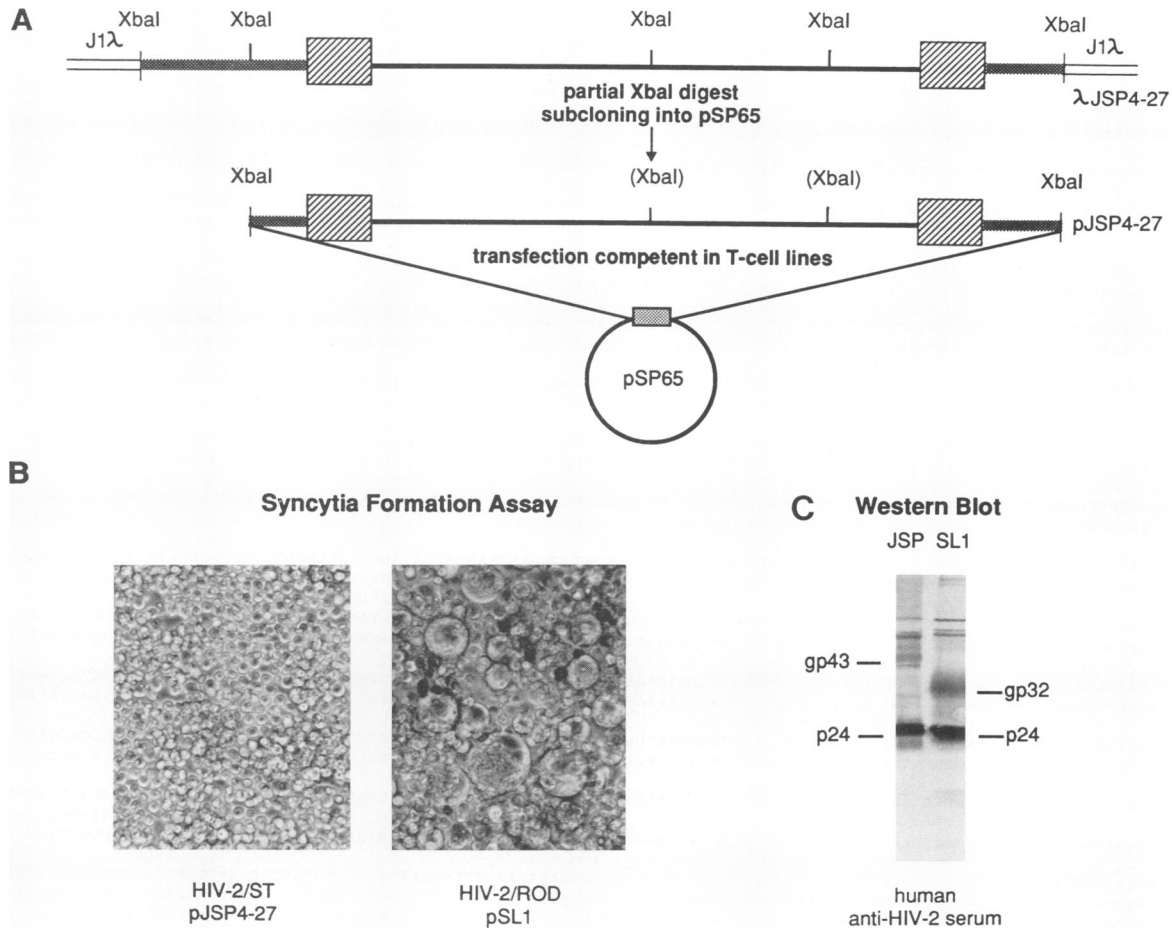 A
XbaI
XbaI
XbaI
XbaI
XbaI
J1λ
J1λ
λJSP4-27
partial XbaI digest
subcloning into pSP65
XbaI
(XbaI)
(XbaI)
XbaI
pJSP4-27
transfection competent in T-cell lines
pSP65
B
Syncytia Formation Assay
HIV-2/ST
pJSP4-27
HIV-2/ROD
pSL1
C
Western Blot
JSP SL1
gp43
gp32
p24
p24
human
anti-HIV-2 serum